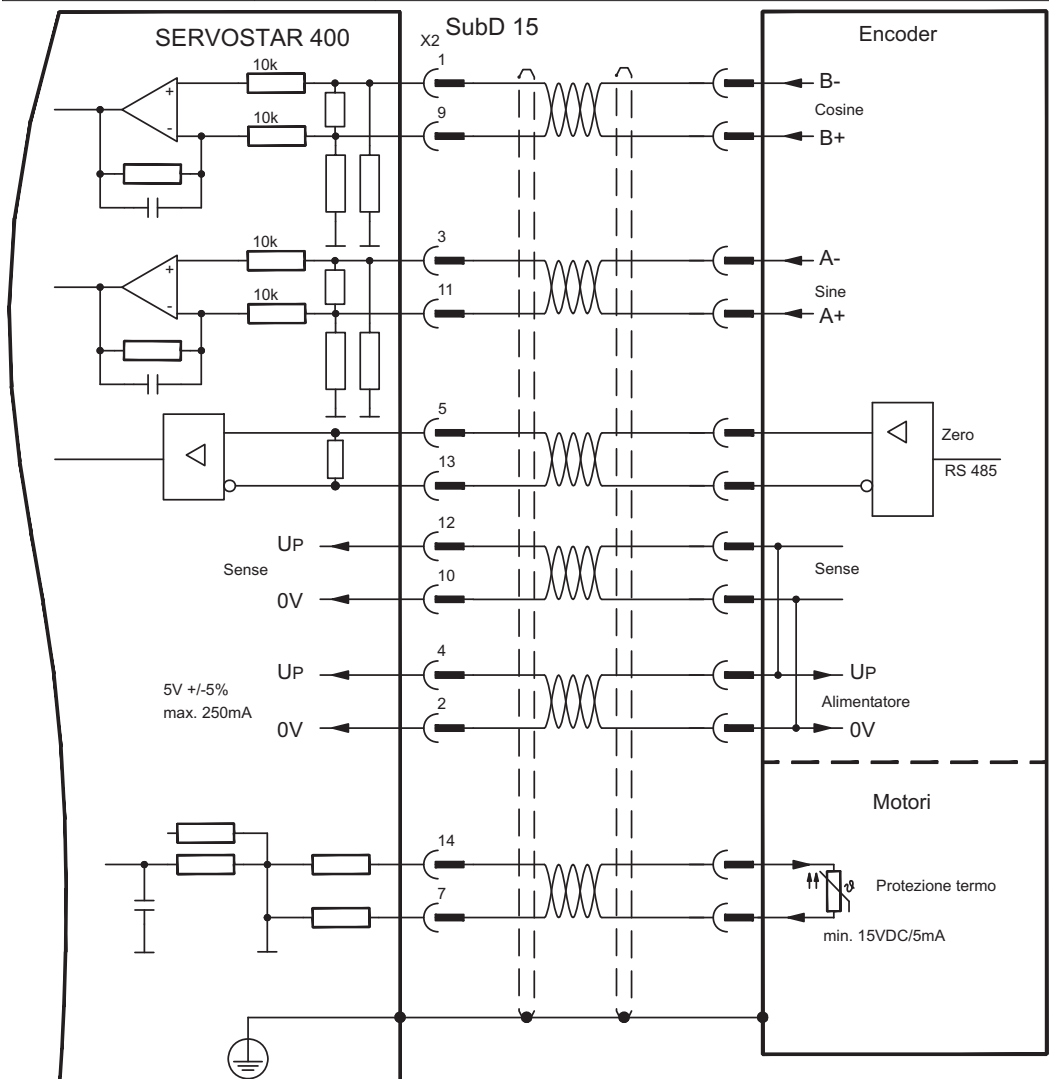 SERVOSTAR 400
X2 SubD 15
Encoder
10k
1
B-
+
Cosine
10k
9
B+
-
10k
3
A-
+
Sine
10k
11
A+
-
5
Zero
13
RS 485
12
UP
Sense
Sense
10
0V
4
UP
UP
5V +/-5%
max. 250mA
Alimentatore
2
0V
0V
Motori
14
ϑ
Protezione termo
7
min. 15VDC/5mA